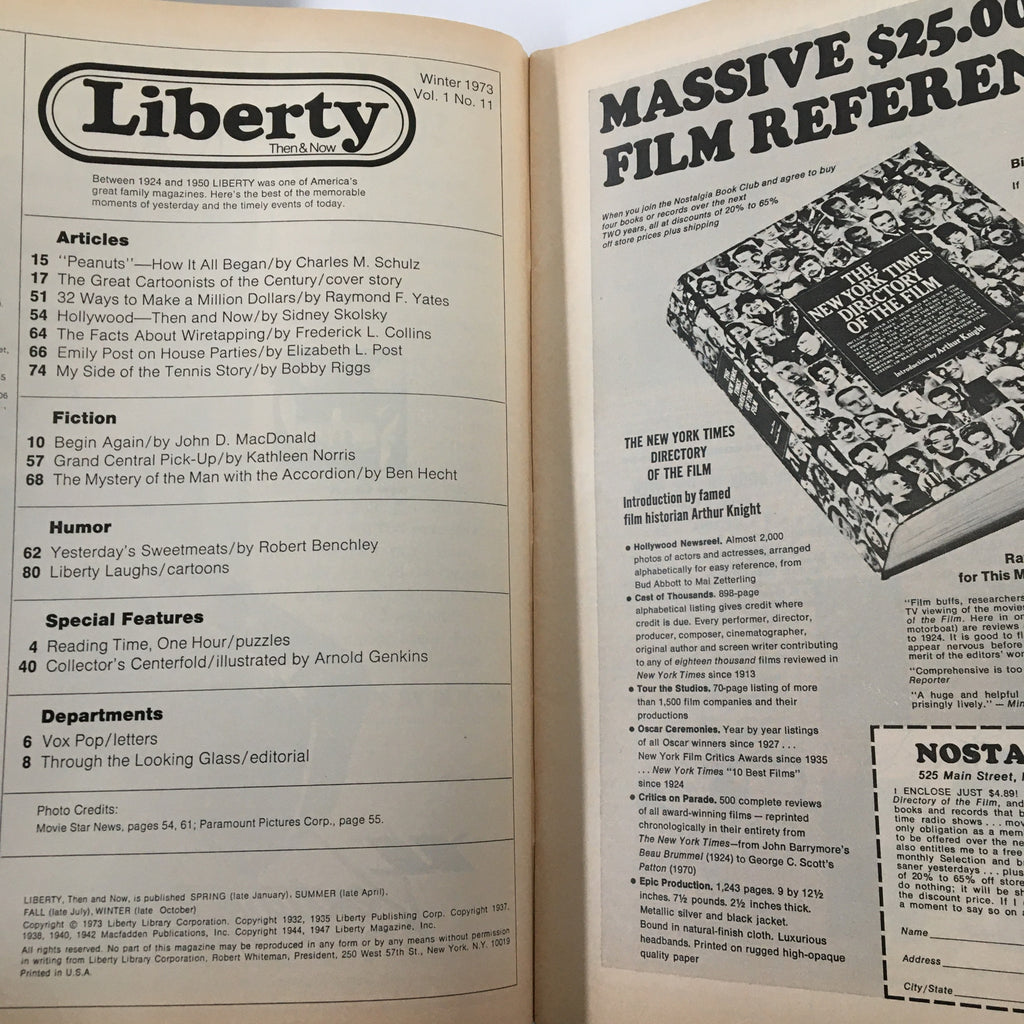 Liberty
Then & Now
Winter 1973
Vol. 1 No. 11
Between 1924 and 1950 LIBERTY was one of America's
great family magazines. Here's the best of the memorable
moments of yesterday and the timely events of today.
Articles
15 "Peanuts"—How It All Began/by Charles M. Schulz
17 The Great Cartoonists of the Century/cover story
51 32 Ways to Make a Million Dollars/by Raymond F. Yates
54 Hollywood—Then and Now/by Sidney Skolsky
64 The Facts About Wiretapping/by Frederick L. Collins
66 Emily Post on House Parties/by Elizabeth L. Post
74 My Side of the Tennis Story/by Bobby Riggs
Fiction
10 Begin Again/by John D. MacDonald
57 Grand Central Pick-Up/by Kathleen Norris
68 The Mystery of the Man with the Accordion/by Ben Hecht
Humor
62 Yesterday's Sweetmeats/by Robert Benchley
80 Liberty Laughs/cartoons
Special Features
4 Reading Time, One Hour/puzzles
40 Collector's Centerfold/illustrated by Arnold Genkins
Departments
6 Vox Pop/letters
8 Through the Looking Glass/editorial
Photo Credits:
Movie Star News, pages 54, 61; Paramount Pictures Corp., page 55.
LIBERTY, Then and Now, is published SPRING (late January), SUMMER (late April),
FALL (late July), WINTER (late October)
Copyright © 1973 Liberty Library Corporation. Copyright 1932, 1935 Liberty Publishing Corp. Copyright 1937,
1938, 1940, 1942 Macfadden Publications, Inc. Copyright 1944, 1947 Liberty Magazine, Inc.
All rights reserved. No part of this magazine may be reproduced in any form or by any means without permission
in writing from Liberty Library Corporation, Robert Whiteman, President, 250 West 57th St., New York, N.Y. 10019
Printed in U.S.A.
MASSIVE $25.00
FILM REFEREN
When you join the Nostalgia Book Club and agree to buy
four books or records over the next
TWO years, all at discounts of 20% to 65%
off store prices plus shipping
Bi
If
THE
NEW YORK TIMES
DIRECTORY
OF THE FILM
Introduction by Arthur Knight
THE NEW YORK TIMES
DIRECTORY
OF THE FILM
Introduction by famed
film historian Arthur Knight
• Hollywood Newsreel. Almost 2,000
photos of actors and actresses, arranged
alphabetically for easy reference, from
Bud Abbott to Mai Zetterling
• Cast of Thousands. 898-page
alphabetical listing gives credit where
credit is due. Every performer, director,
producer, composer, cinematographer,
original author and screen writer contributing
to any of eighteen thousand films reviewed in
New York Times since 1913
• Tour the Studios. 70-page listing of more
than 1,500 film companies and their
productions
• Oscar Ceremonies. Year by year listings
of all Oscar winners since 1927 . . .
New York Film Critics Awards since 1935
. . . New York Times "10 Best Films"
since 1924
• Critics on Parade. 500 complete reviews
of all award-winning films — reprinted
chronologically in their entirety from
The New York Times—from John Barrymore's
Beau Brummel (1924) to George C. Scott's
Patton (1970)
• Epic Production. 1,243 pages. 9 by 12½
inches. 7½ pounds. 2½ inches thick.
Metallic silver and black jacket.
Bound in natural-finish cloth. Luxurious
headbands. Printed on rugged high-opaque
quality paper
Ra
for This M
"Film buffs, researchers
TV viewing of the movie
of the Film. Here in on
motorboat) are reviews
to 1924. It is good to f
appear nervous before
merit of the editors' wor
"Comprehensive is too
Reporter
"A huge and helpful
prisingly lively." — Min
NOSTA
525 Main Street,
I ENCLOSE JUST $4.89!
Directory of the Film, and
books and records that b
time radio shows . . . mov
only obligation as a mem
to be offered over the ne
also entitles me to a free
monthly Selection and b
saner yesterdays . . . plus
of 20% to 65% off store
do nothing; it will be sh
the discount price. If I
a moment to say so on
Name
Address
City/State